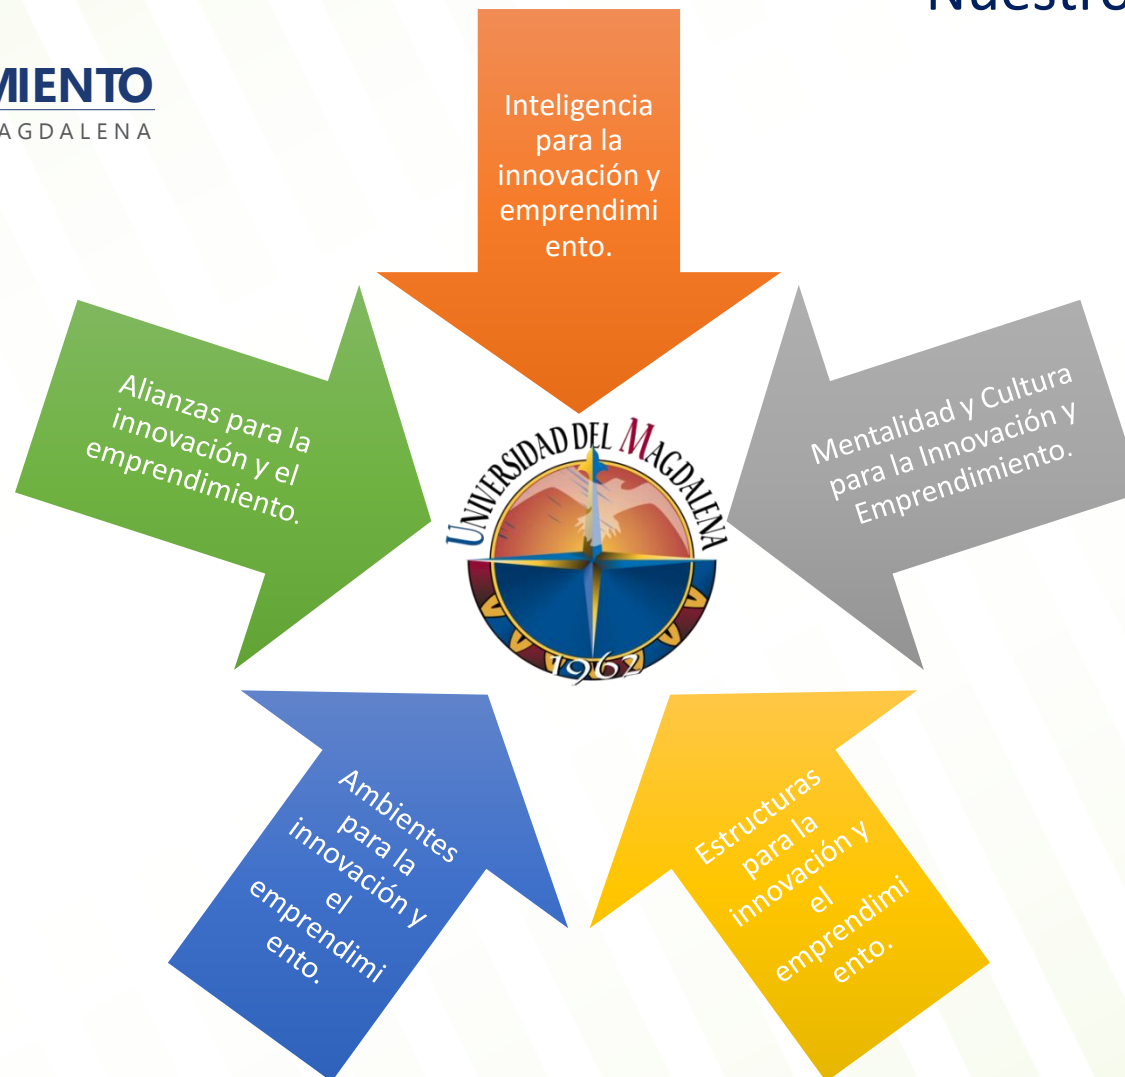 Nuestro
MIENTO
AGDALENA
Inteligencia
para la
innovación y
emprendimi
ento.
Alianzas para la
innovación y el
emprendimiento.
Mentalidad y Cultura
para la Innovación y
Emprendimiento.
UNIVERSIDAD DEL MAGDALENA
1962
Ambientes
para la
innovación y
el
emprendimi
ento.
Estructuras
para la
innovación y
el
emprendimi
ento.